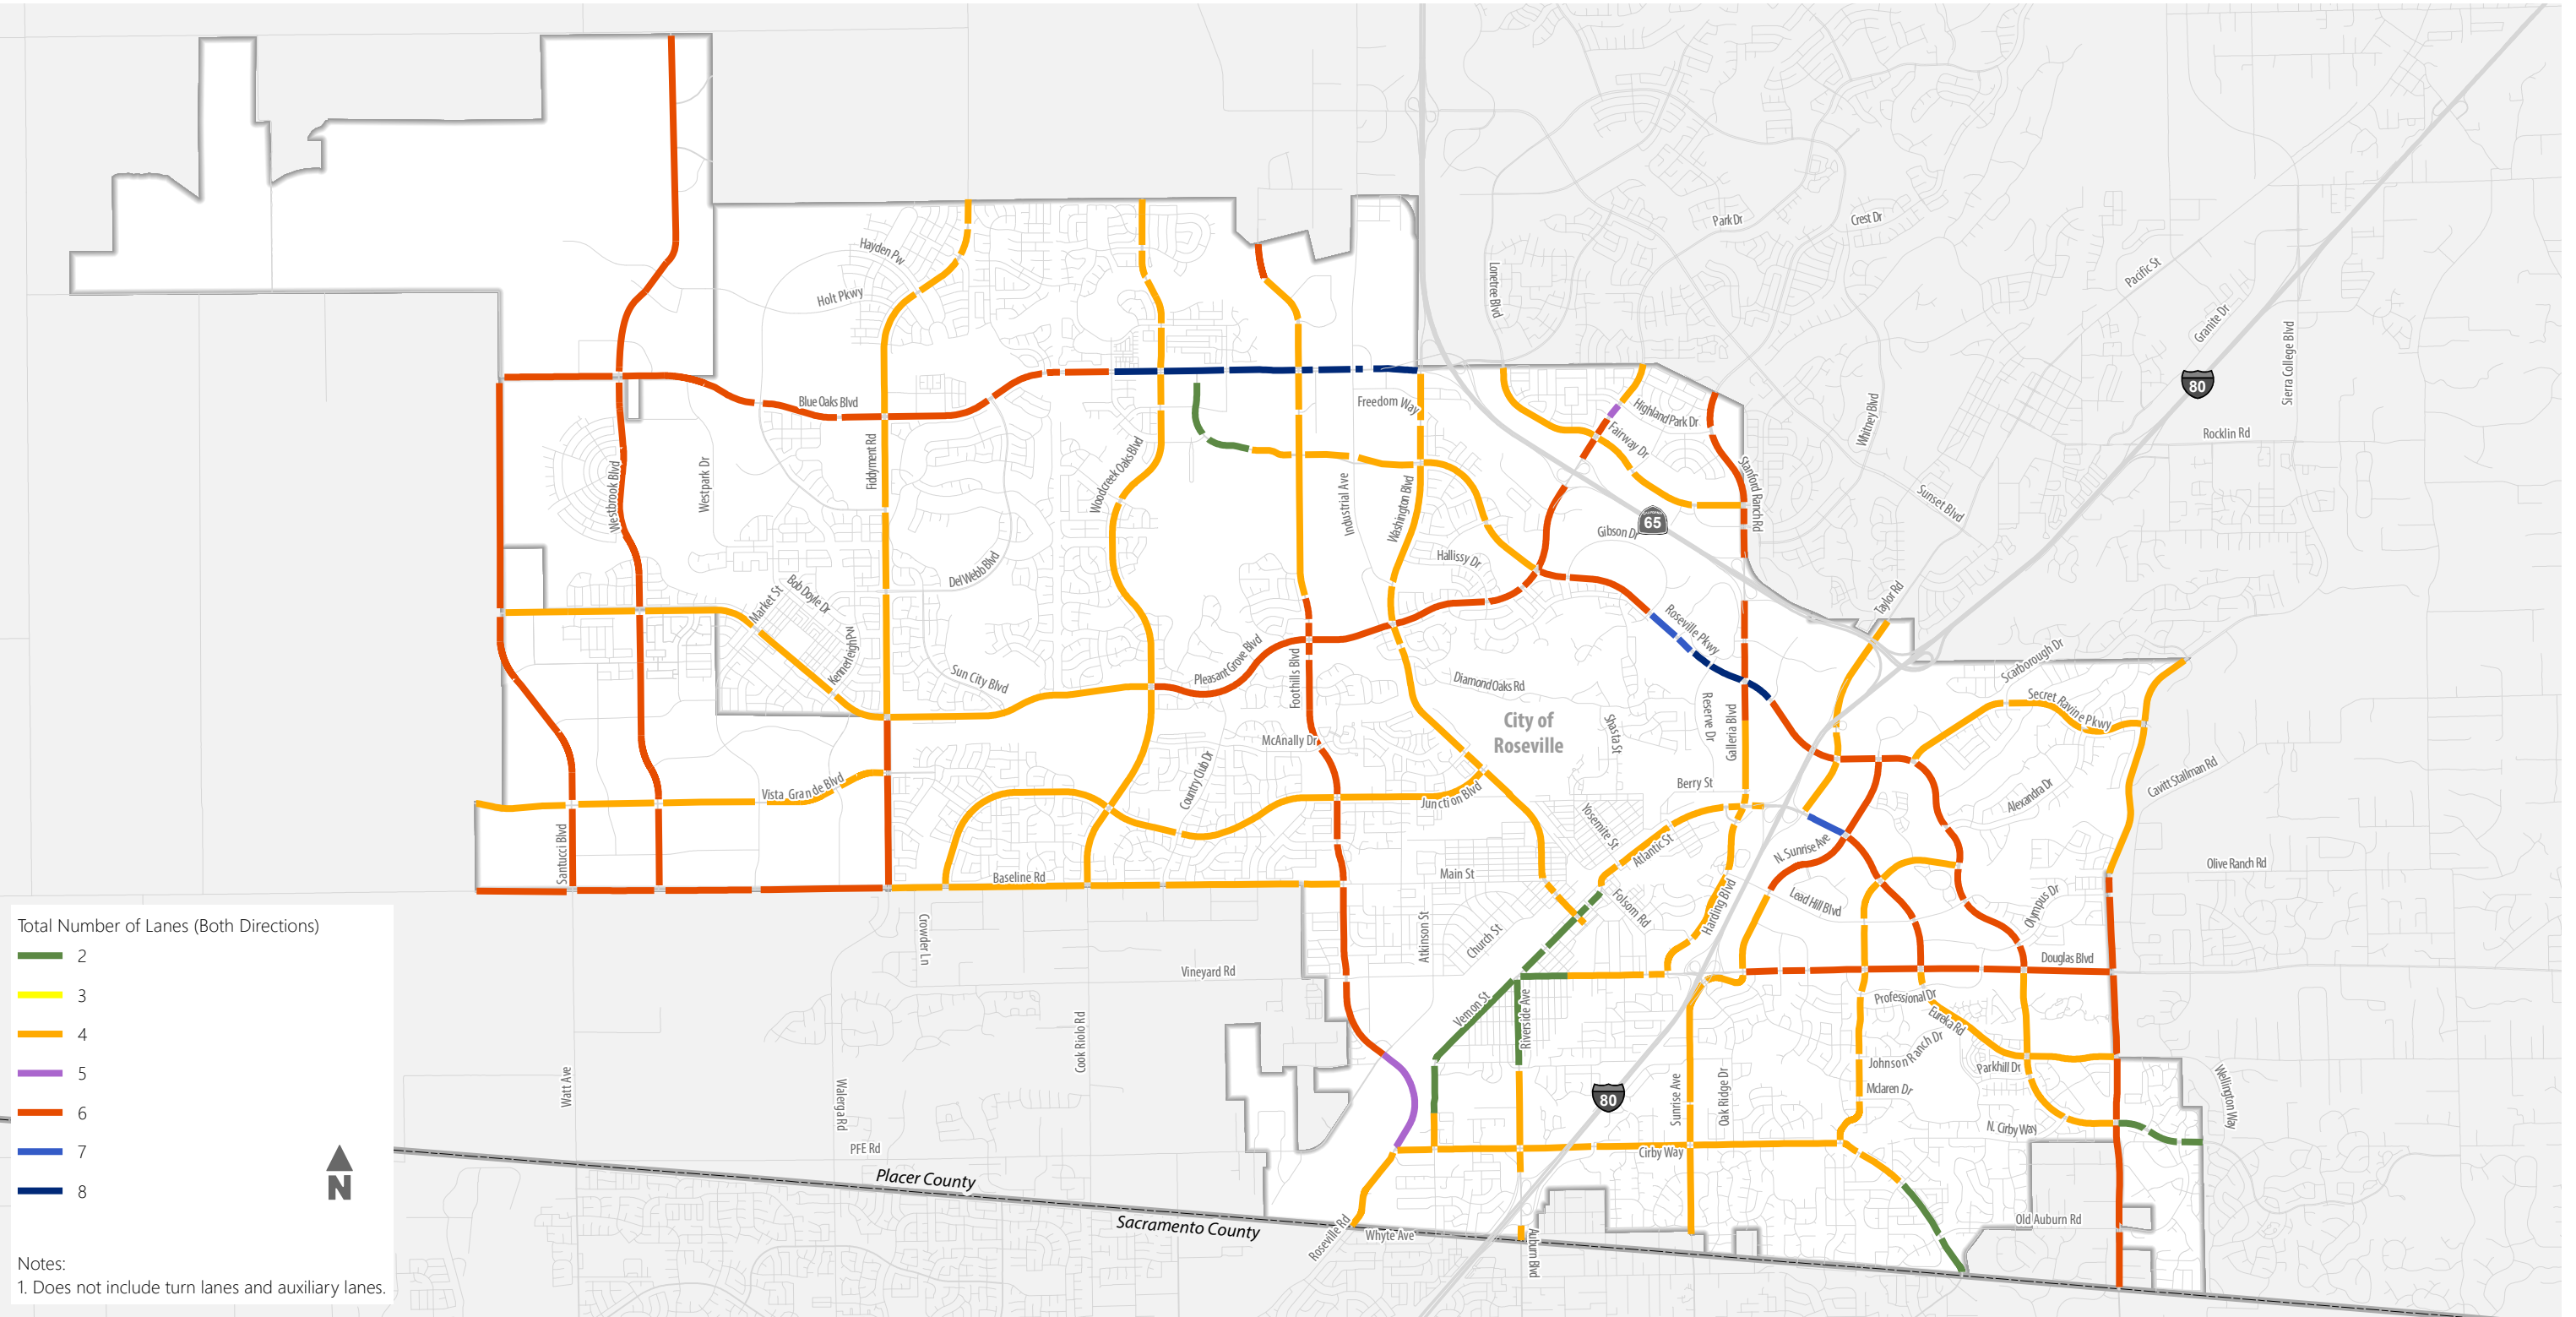 Park Dr
Crest Dr
Pacific St
Granite Dr
Sierra College Blvd
Lonetree Blvd
80
Hayden Pw
Holt Pkwy
Blue Oaks Blvd
Freedom Way
Highland Park Dr
Fairway Dr
Whitney Blvd
Rocklin Rd
Fiddyment Rd
Woodcreek Oaks Blvd
Westbrook Blvd
Westpark Dr
Industrial Ave
Washington Blvd
Stanford Ranch Rd
Sunset Blvd
65
Gibson Dr
Hallissy Dr
Del Webb Blvd
Bob Doyle Dr
Market St
Kennerleigh Pw
Taylor Rd
Roseville Pkwy
Pleasant Grove Blvd
Foothills Blvd
Sun City Blvd
Diamond Oaks Rd
Scarborough Dr
Secret Ravine Pkwy
Reserve Dr
Galleria Blvd
Shasta St
City of
Roseville
McAnally Dr
Country Club Dr
Cavitt Stallman Rd
Berry St
Alexandra Dr
Vista Grande Blvd
Junction Blvd
Yosemite St
Atlantic St
N. Sunrise Ave
Santucci Blvd
Baseline Rd
Main St
Olive Ranch Rd
Folsom Rd
Harding Blvd
Lead Hill Blvd
Olympus Dr
Crowder Ln
Atkinson St
Church St
Vineyard Rd
Douglas Blvd
Vernon St
Riverside Ave
Professional Dr
Eureka Rd
Johnson Ranch Dr
Parkhill Dr
Mclaren Dr
Cook Riolo Rd
Watt Ave
Walerga Rd
Sunrise Ave
Oak Ridge Dr
80
Wellington Way
N. Cirby Way
PFE Rd
Cirby Way
Placer County
Sacramento County
Roseville Rd
Whyte Ave
Auburn Blvd
Old Auburn Rd
Total Number of Lanes (Both Directions)
2
3
4
5
6
7
8
N
Notes:
1. Does not include turn lanes and auxiliary lanes.